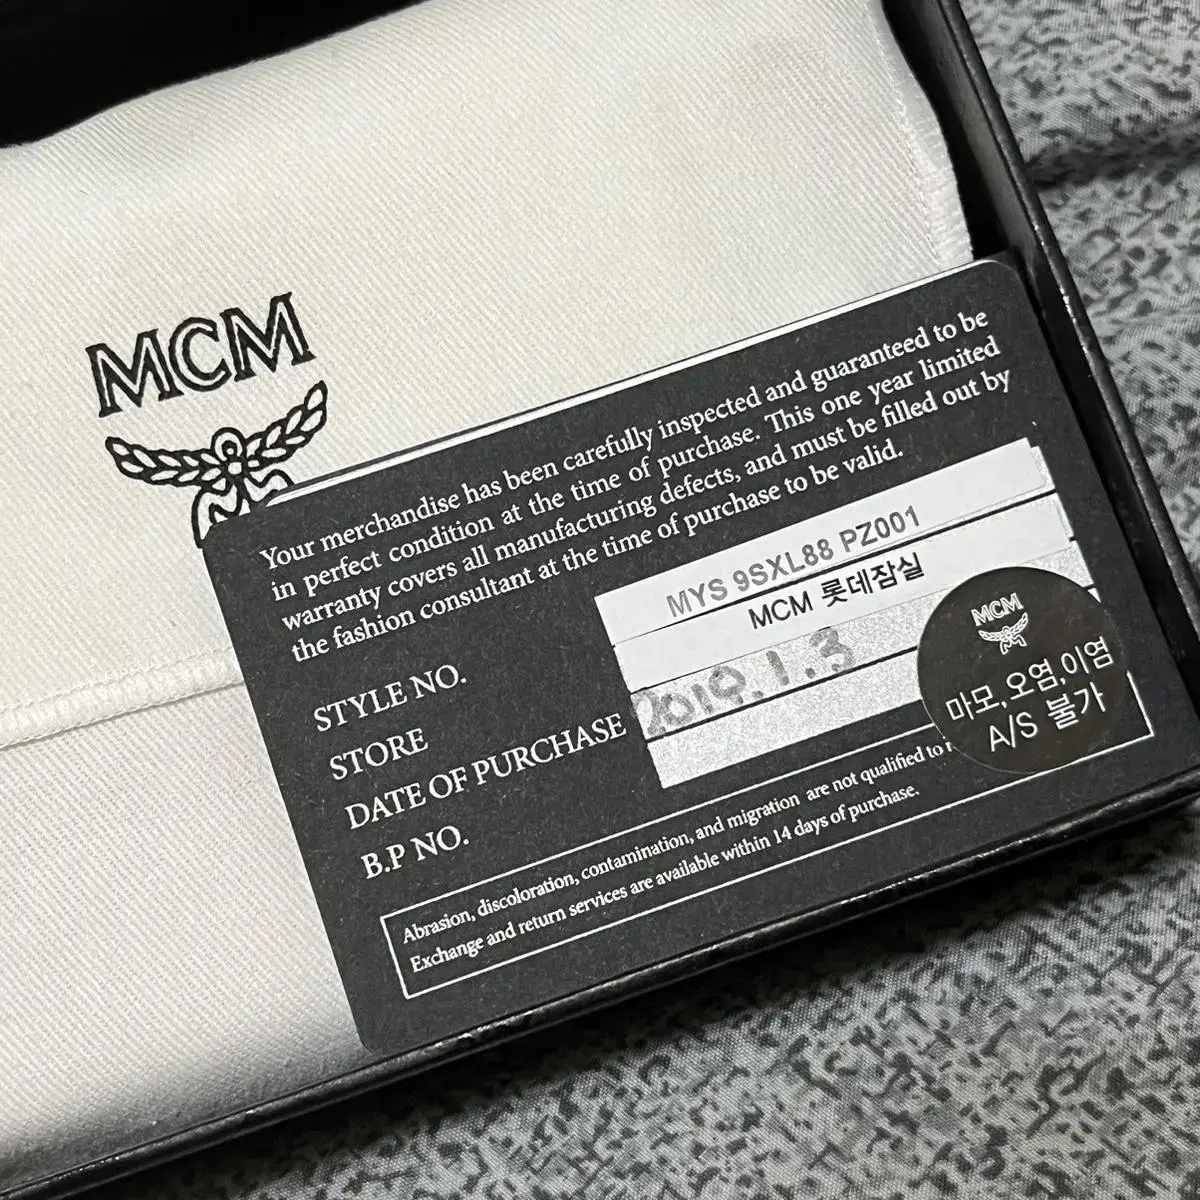 MCM
Your merchandise has been carefully inspected and guaranteed to be
in perfect condition at the time of purchase. This one year limited
warranty covers all manufacturing defects, and must be filled out by
the fashion consultant at the time of purchase to be valid.
STYLE NO. MYS 9SXL88 PZ001
STORE MCM 롯데잠실
DATE OF PURCHASE 2019.1.3
B.P NO.
MCM
마모,오염,이염
A/S 불가
Abrasion, discoloration, contamination, and migration are not qualified to
Exchange and return services are available within 14 days of purchase.